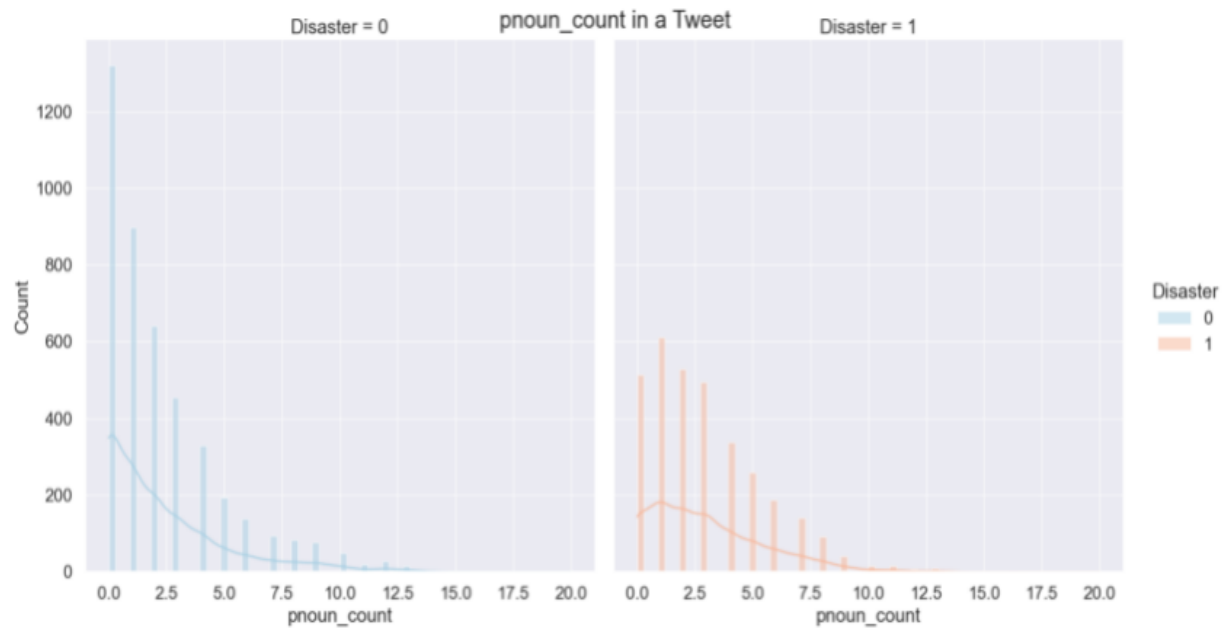 pnoun_count in a Tweet
Disaster = 0
Disaster = 1
1200
1000
800
600
400
200
0
Count
0.0 2.5 5.0 7.5 10.0 12.5 15.0 17.5 20.0
pnoun_count
0.0 2.5 5.0 7.5 10.0 12.5 15.0 17.5 20.0
pnoun_count
Disaster
0
1